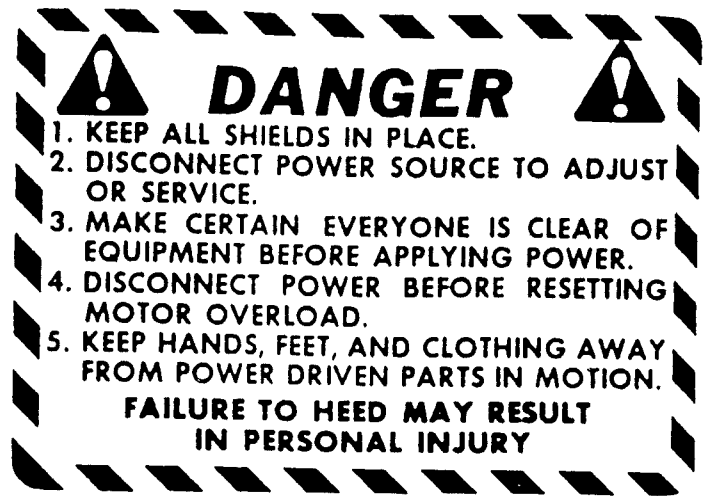 DANGER
1. KEEP ALL SHIELDS IN PLACE.
2. DISCONNECT POWER SOURCE TO ADJUST
OR SERVICE.
3. MAKE CERTAIN EVERYONE IS CLEAR OF
EQUIPMENT BEFORE APPLYING POWER.
4. DISCONNECT POWER BEFORE RESETTING
MOTOR OVERLOAD.
5. KEEP HANDS, FEET, AND CLOTHING AWAY
FROM POWER DRIVEN PARTS IN MOTION.
FAILURE TO HEED MAY RESULT
IN PERSONAL INJURY